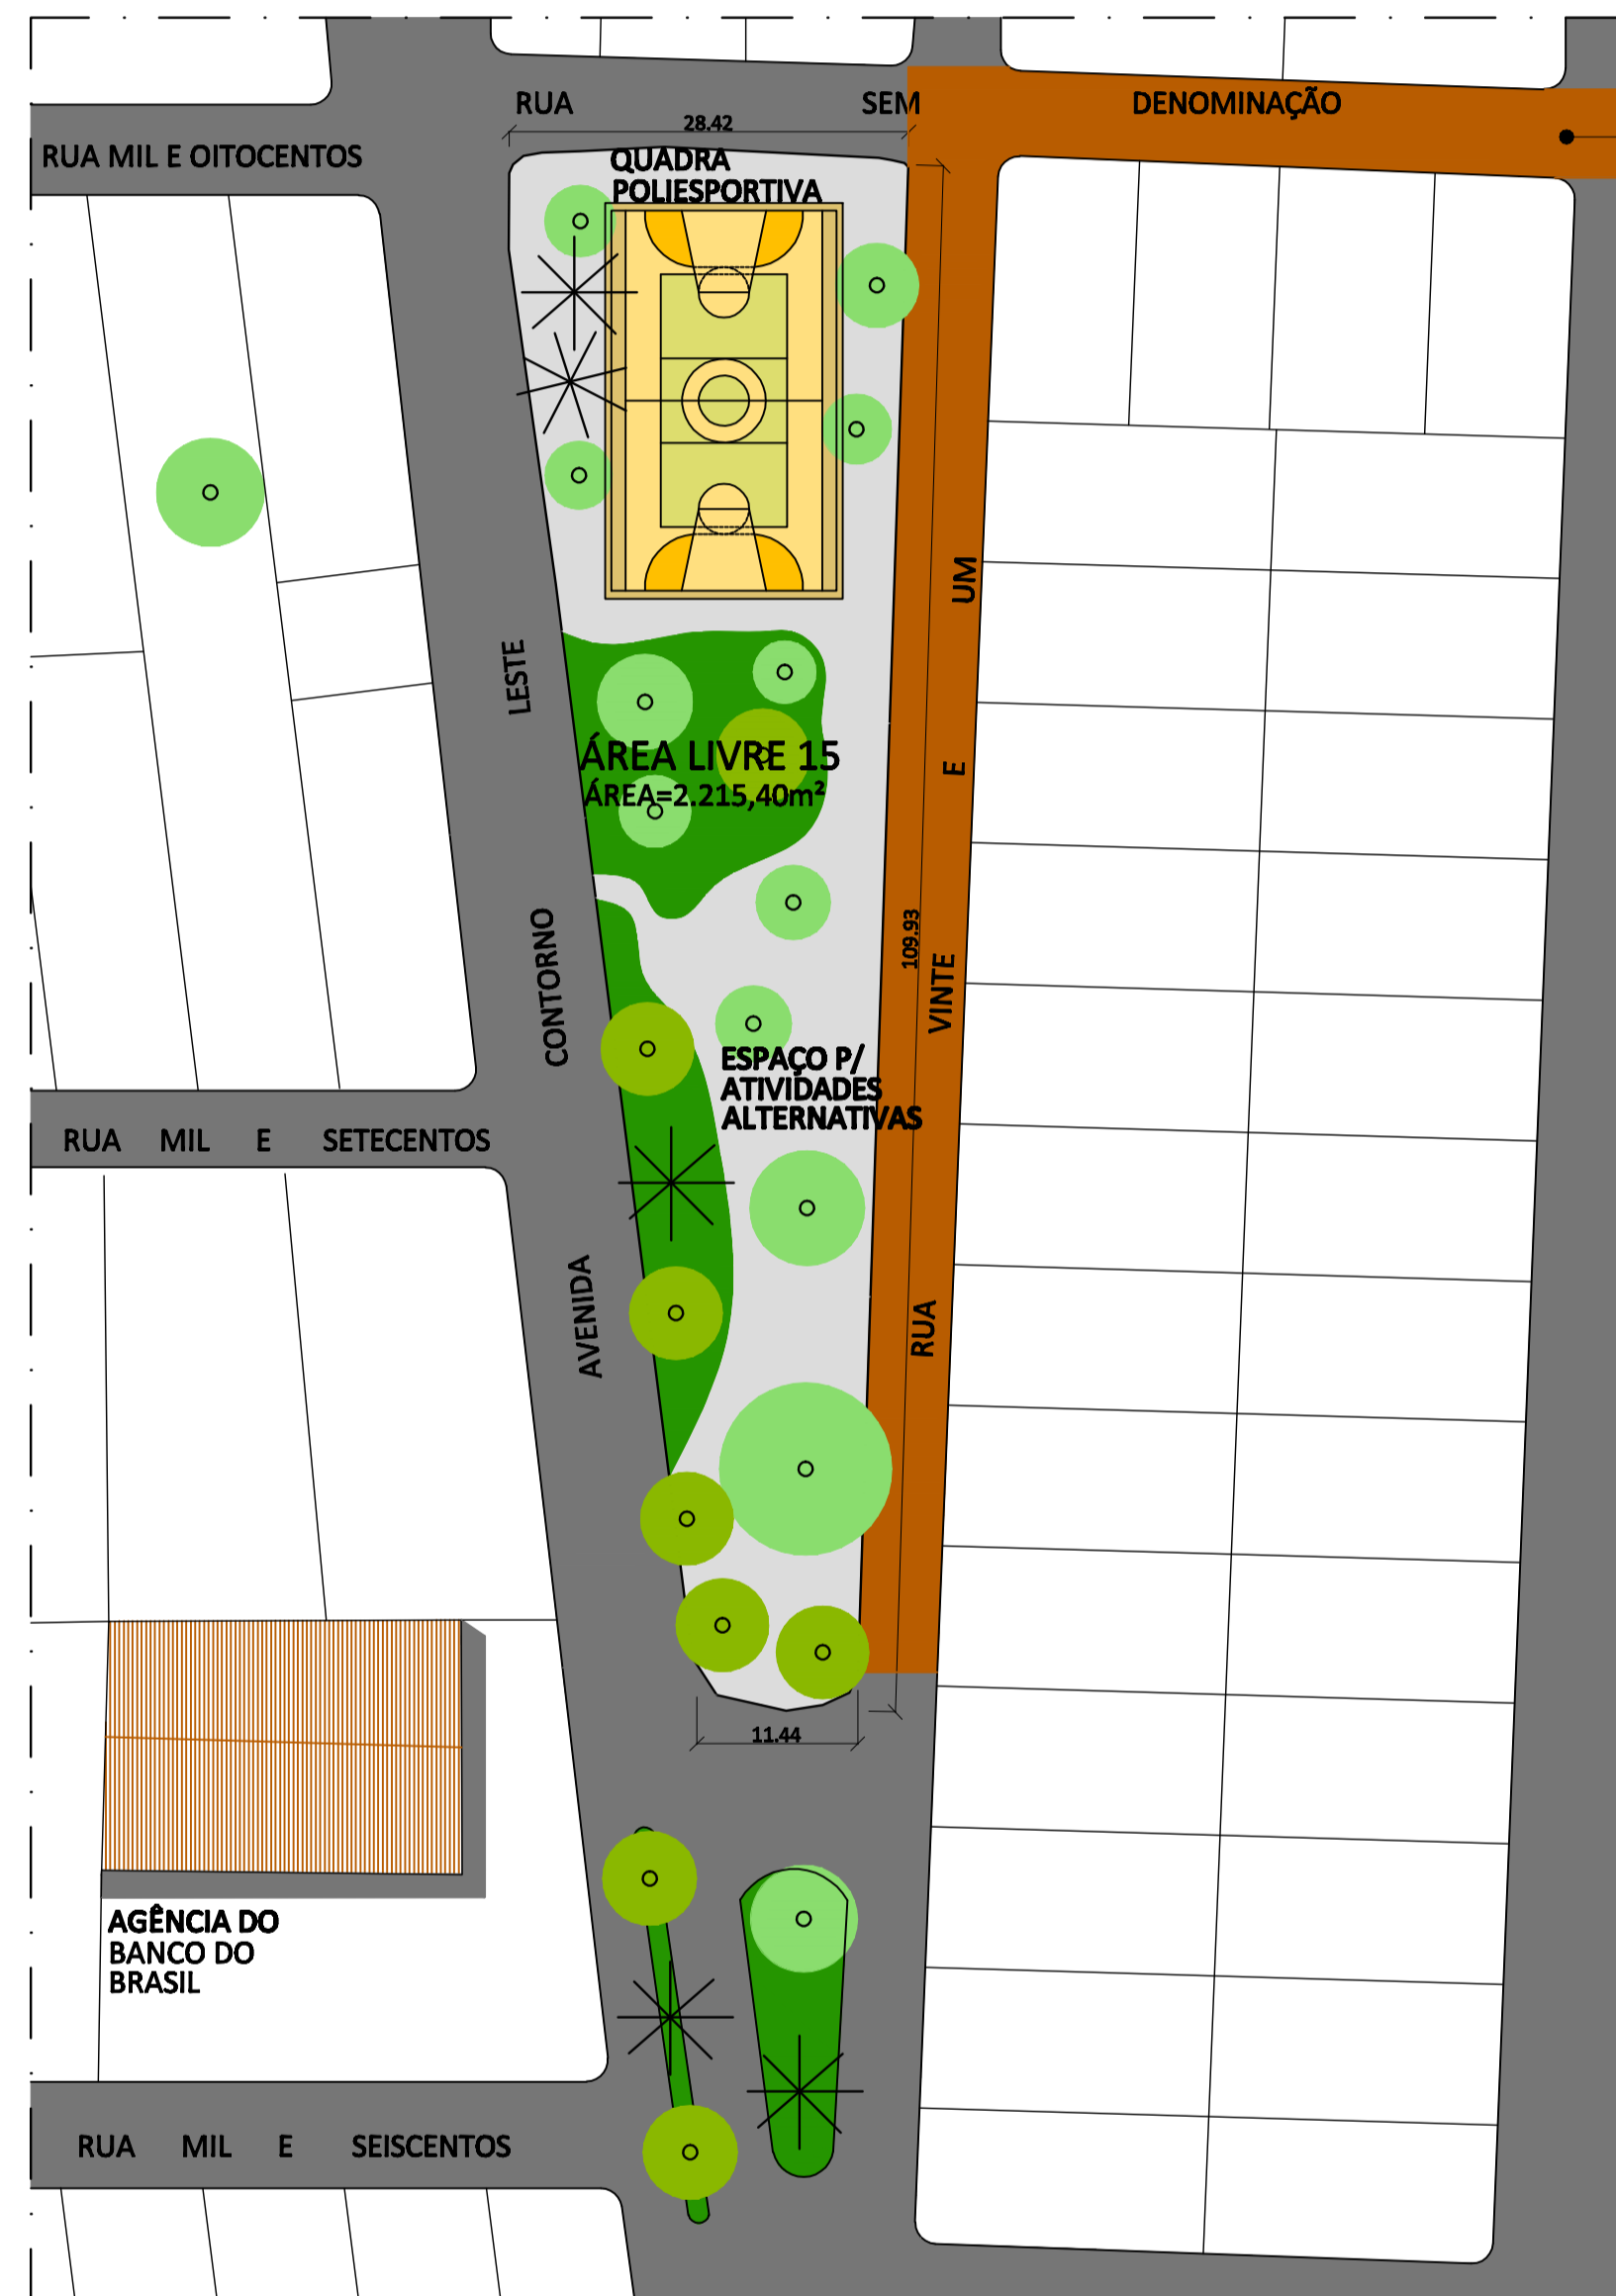 RUA SEM DENOMINAÇÃO
28.42
RUA MIL E OITOCENTOS
QUADRA
POLIESPORTIVA
AVENIDA CONTORNO LESTE
RUA VINTE E UM
ÁREA LIVRE 15
ÁREA=2.215,40m²
109.93
ESPAÇO P/
ATIVIDADES
ALTERNATIVAS
RUA MIL E SETECENTOS
11.44
AGÊNCIA DO
BANCO DO
BRASIL
RUA MIL E SEISCENTOS